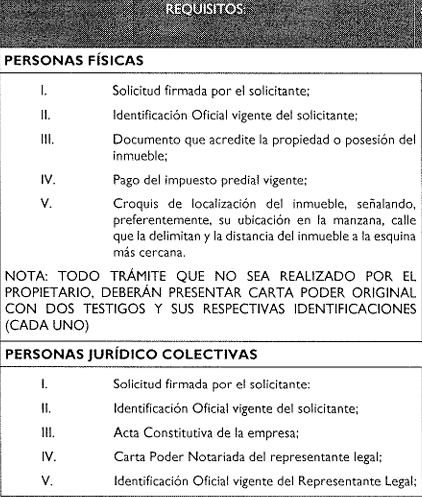 REQUISITOS:
PERSONAS FÍSICAS
I. Solicitud firmada por el solicitante;
II. Identificación Oficial vigente del solicitante;
III. Documento que acredite la propiedad o posesión del
inmueble;
IV. Pago del impuesto predial vigente;
V. Croquis de localización del inmueble, señalando,
preferentemente, su ubicación en la manzana, calle
que la delimitan y la distancia del inmueble a la esquina
más cercana.
NOTA: TODO TRÁMITE QUE NO SEA REALIZADO POR EL
PROPIETARIO, DEBERÁN PRESENTAR CARTA PODER ORIGINAL
CON DOS TESTIGOS Y SUS RESPECTIVAS IDENTIFICACIONES
(CADA UNO)
PERSONAS JURÍDICO COLECTIVAS
I. Solicitud firmada por el solicitante:
II. Identificación Oficial vigente del solicitante;
III. Acta Constitutiva de la empresa;
IV. Carta Poder Notariada del representante legal;
V. Identificación Oficial vigente del Representante Legal;